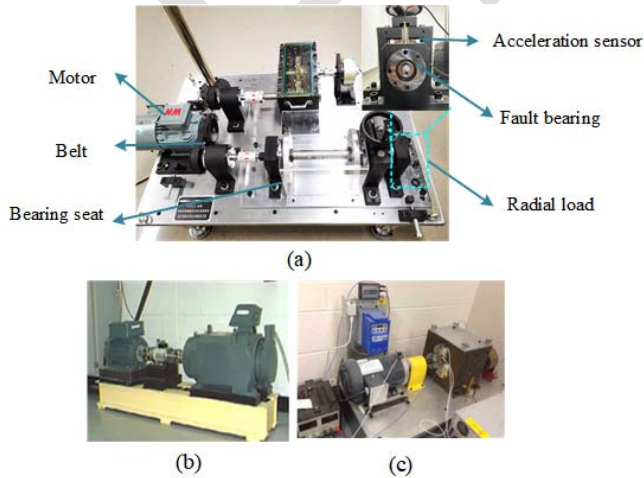 Motor
Belt
Bearing seat
Acceleration sensor
Fault bearing
Radial load
(a)
(b)
(c)